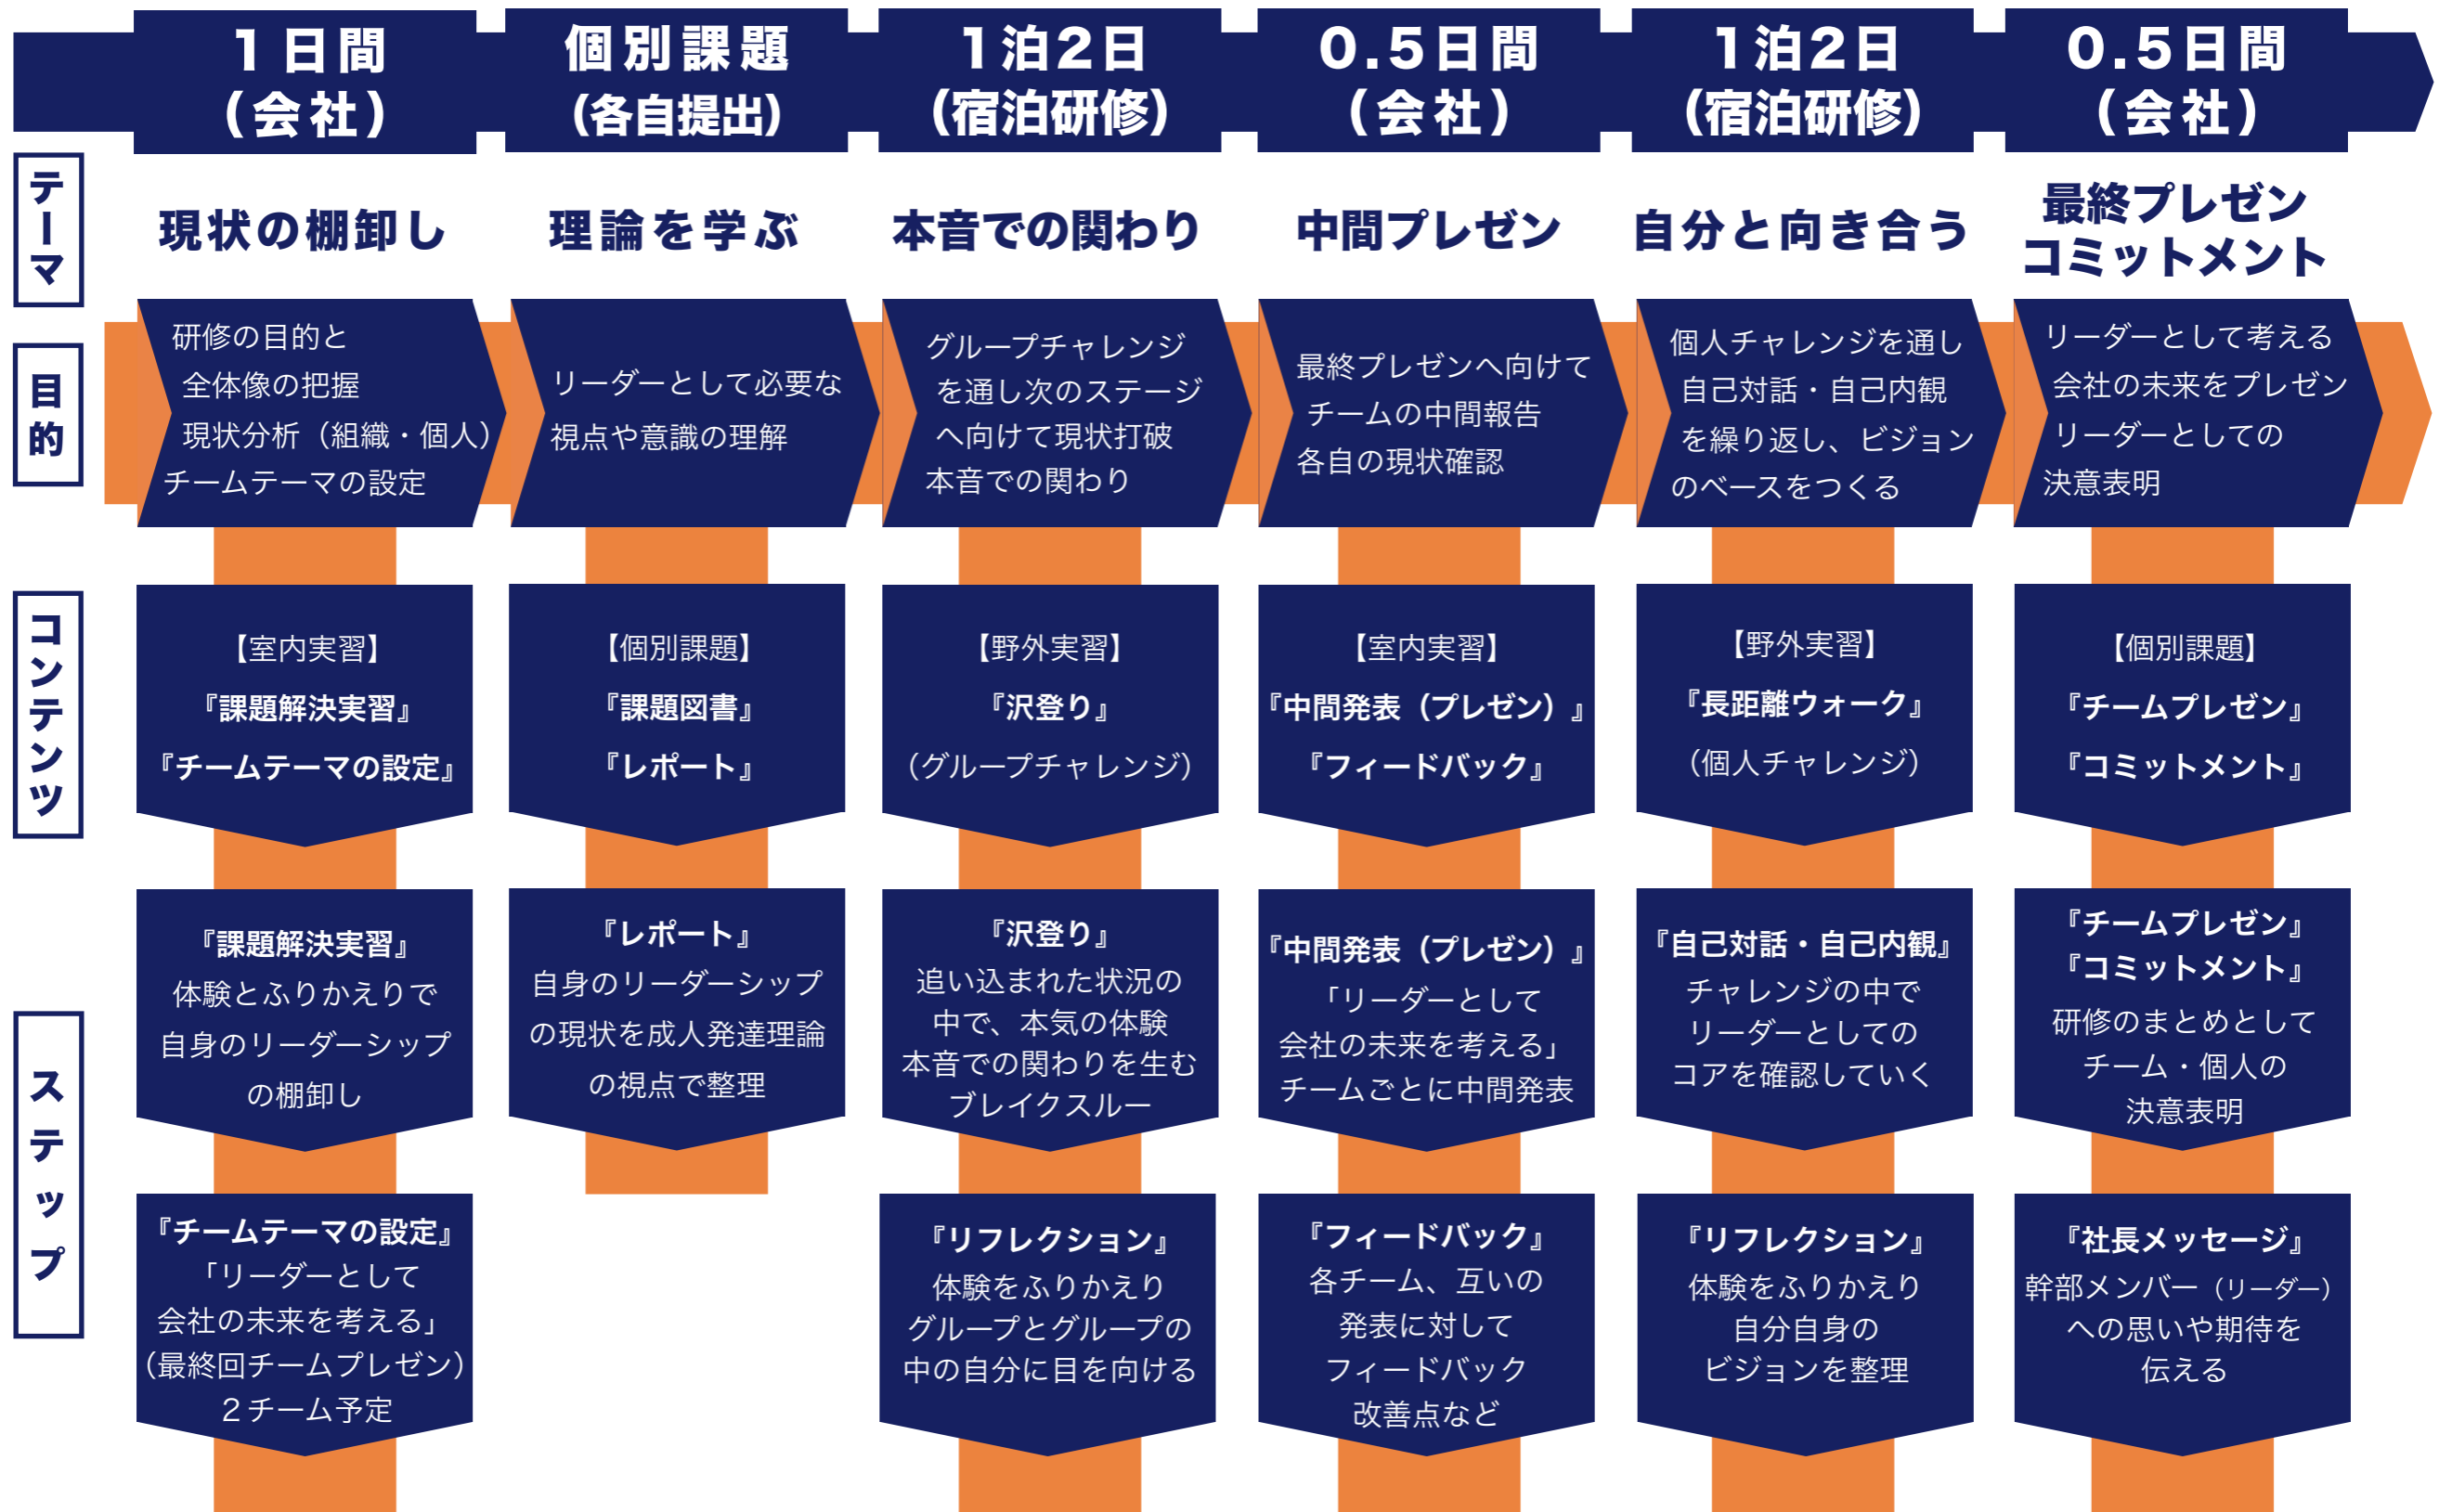 1日間
(会社)
個別課題
(各自提出)
1泊2日
(宿泊研修)
0.5日間
(会社)
1泊2日
(宿泊研修)
0.5日間
(会社)
テーマ
現状の棚卸し
理論を学ぶ
本音での関わり
中間プレゼン
自分と向き合う
最終プレゼン
コミットメント
目的
研修の目的と
全体像の把握
現状分析（組織・個人）
チームテーマの設定
リーダーとして必要な
視点や意識の理解
グループチャレンジ
を通し次のステージ
へ向けて現状打破
本音での関わり
最終プレゼンへ向けて
チームの中間報告
各自の現状確認
個人チャレンジを通し
自己対話・自己内観
を繰り返し、ビジョン
のベースをつくる
リーダーとして考える
会社の未来をプレゼン
リーダーとしての
決意表明
コンテンツ
【室内実習】
『課題解決実習』
『チームテーマの設定』
【個別課題】
『課題図書』
『レポート』
【野外実習】
『沢登り』
（グループチャレンジ）
【室内実習】
『中間発表（プレゼン）』
『フィードバック』
【野外実習】
『長距離ウォーク』
（個人チャレンジ）
【個別課題】
『チームプレゼン』
『コミットメント』
ステップ
『課題解決実習』
体験とふりかえりで
自身のリーダーシップ
の棚卸し
『レポート』
自身のリーダーシップ
の現状を成人発達理論
の視点で整理
『沢登り』
追い込まれた状況の
中で、本気の体験
本音での関わりを生む
ブレイクスルー
『中間発表（プレゼン）』
「リーダーとして
会社の未来を考える」
チームごとに中間発表
『自己対話・自己内観』
チャレンジの中で
リーダーとしての
コアを確認していく
『チームプレゼン』
『コミットメント』
研修のまとめとして
チーム・個人の
決意表明
『チームテーマの設定』
「リーダーとして
会社の未来を考える」
（最終回チームプレゼン）
２チーム予定
『リフレクション』
体験をふりかえり
グループとグループの
中の自分に目を向ける
『フィードバック』
各チーム、互いの
発表に対して
フィードバック
改善点など
『リフレクション』
体験をふりかえり
自分自身の
ビジョンを整理
『社長メッセージ』
幹部メンバー（リーダー）
への思いや期待を
伝える